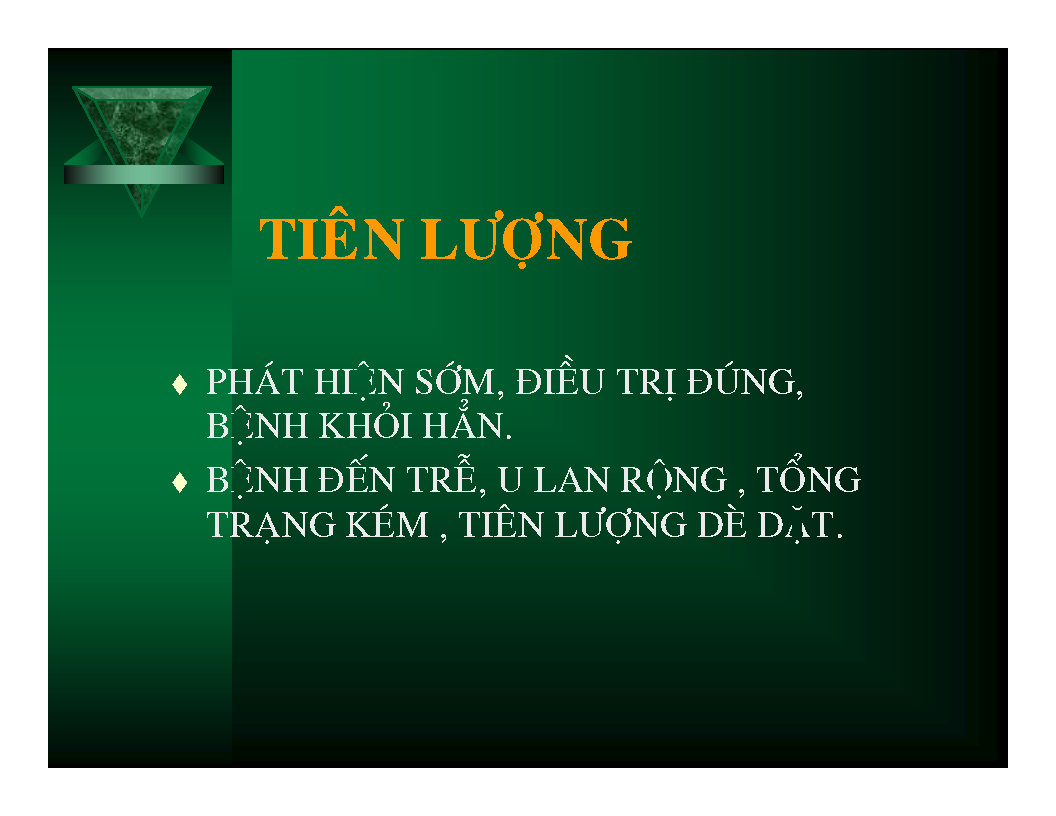 TIÊN LƯỢNG
PHÁT HIỆN SỚM, ĐIỀU TRỊ ĐÚNG,
BỆNH KHỎI HẲN.
BỆNH ĐẾN TRỄ, U LAN RỘNG , TỔNG
TRẠNG KÉM , TIÊN LƯỢNG DÈ DẶT.